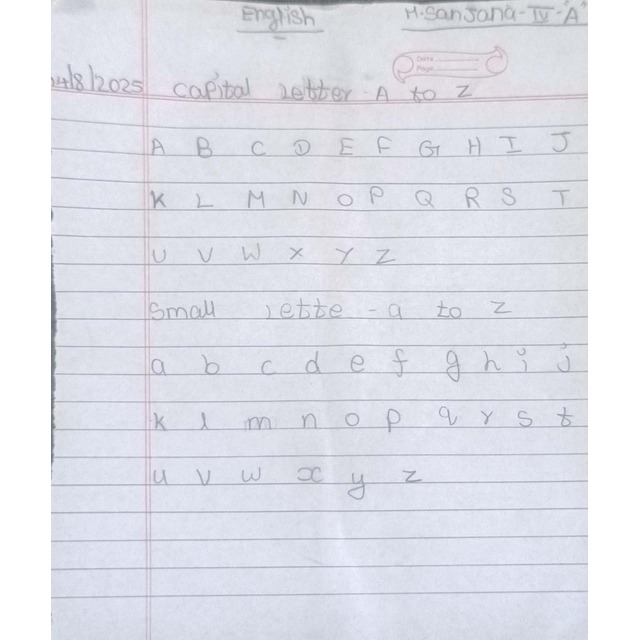 English H.Sanjana-IV-'A'
Date
Page
14/8/2025 Capital letter-A to Z
A B C D E F G H I J
K L M N O P Q R S T
U V W X Y Z
Small lette-a to z
a b c d e f g h i j
k l m n o p q r s t
u v w x y z